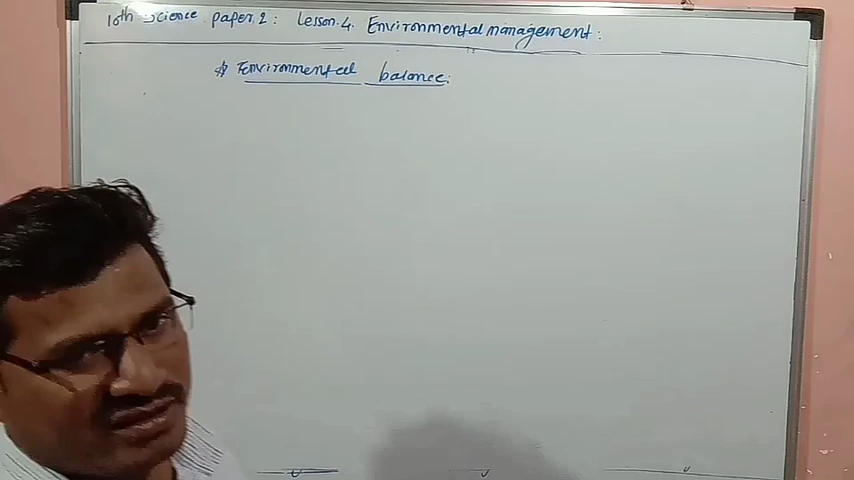 10th Science paper.2 : Lesson.4. Environmental management :
* Environmental balance :